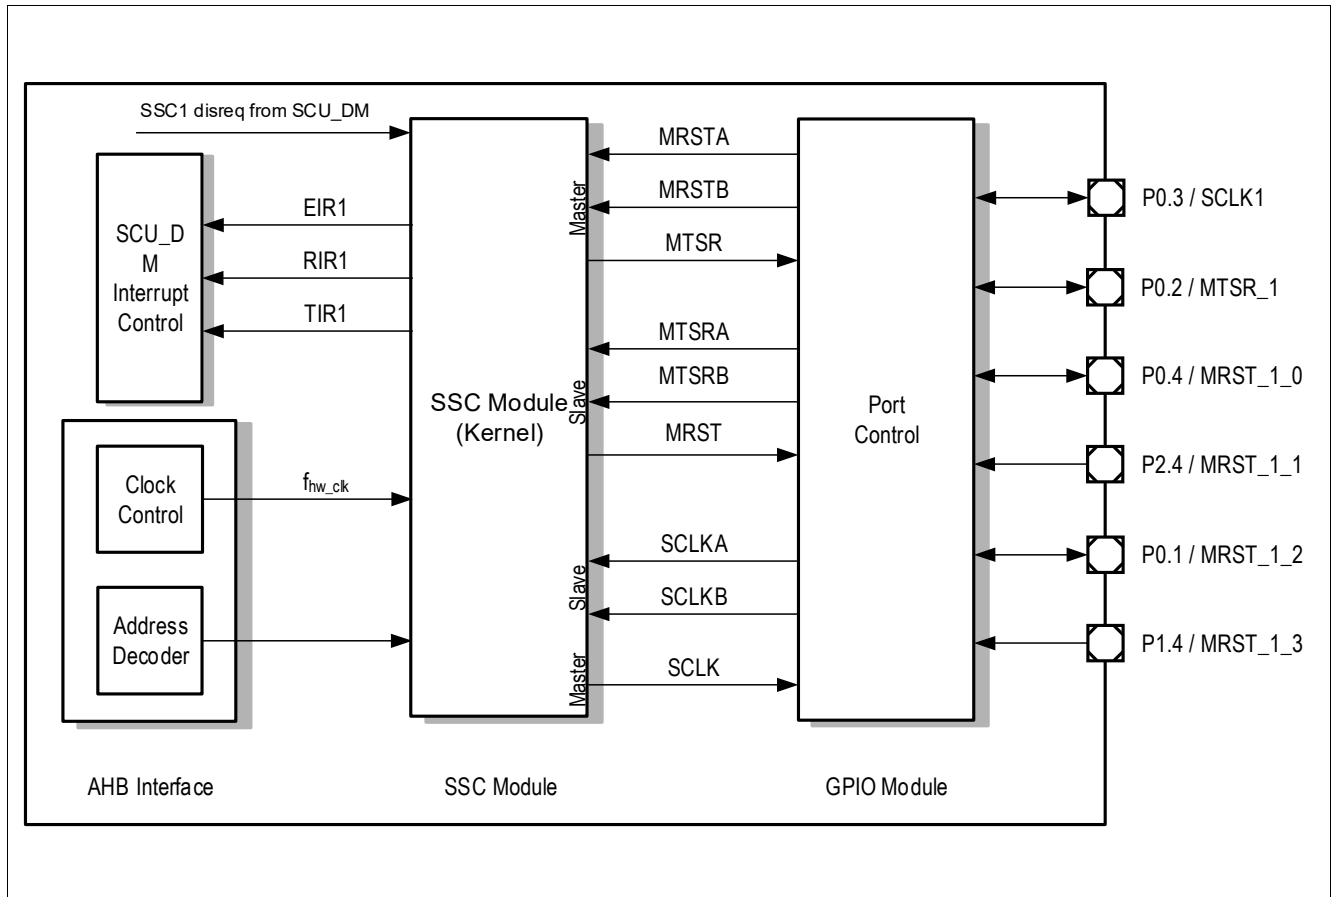 SSC1 disreq from SCU_DM
SCU_D
M
Interrupt
Control
EIR1
RIR1
TIR1
Clock
Control
fhw_clk
Address
Decoder
AHB Interface
SSC Module
(Kernel)
Master
Slave
Slave
Master
SSC Module
MRSTA
MRSTB
MTSR
MTSRA
MTSRB
MRST
SCLKA
SCLKB
SCLK
Port
Control
GPIO Module
P0.3 / SCLK1
P0.2 / MTSR_1
P0.4 / MRST_1_0
P2.4 / MRST_1_1
P0.1 / MRST_1_2
P1.4 / MRST_1_3